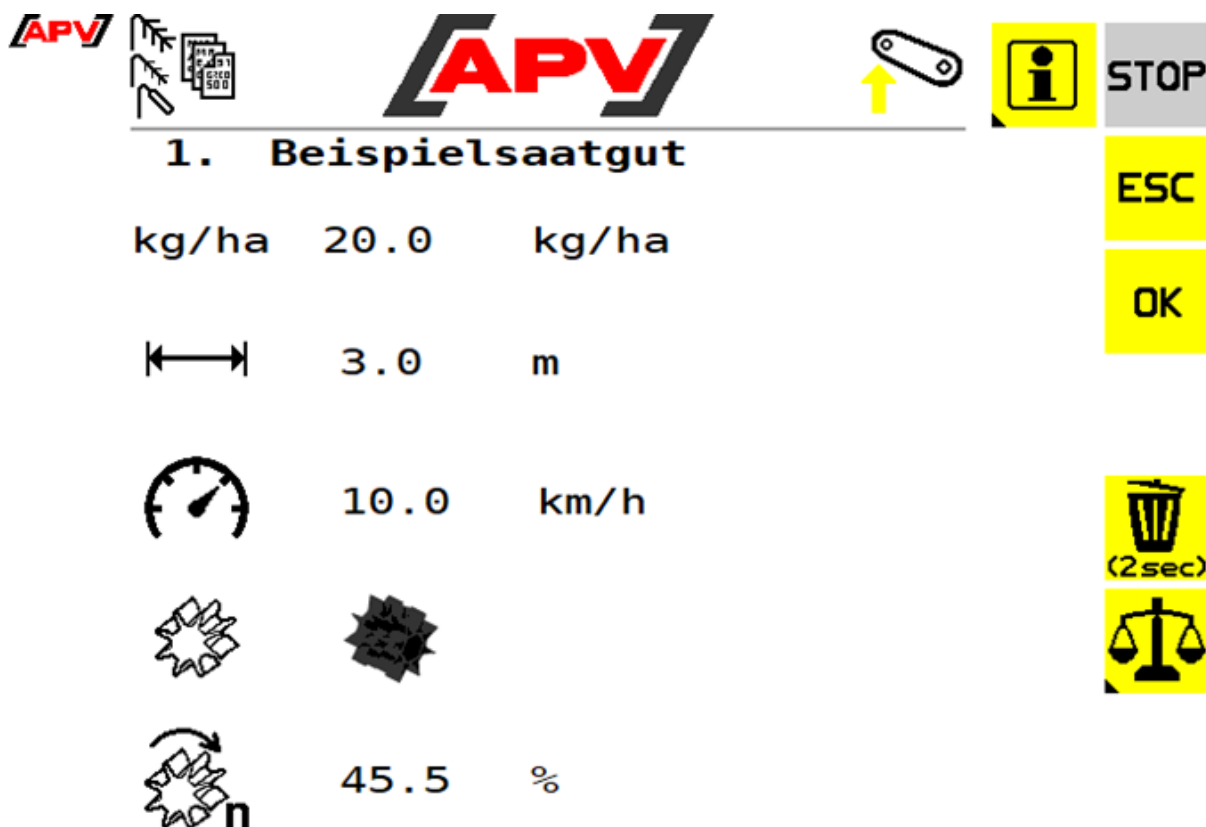 APV
APV
STOP
1. Beispielsaatgut
ESC
kg/ha 20.0 kg/ha
OK
3.0 m
10.0 km/h
(2sec)
45.5 %
n